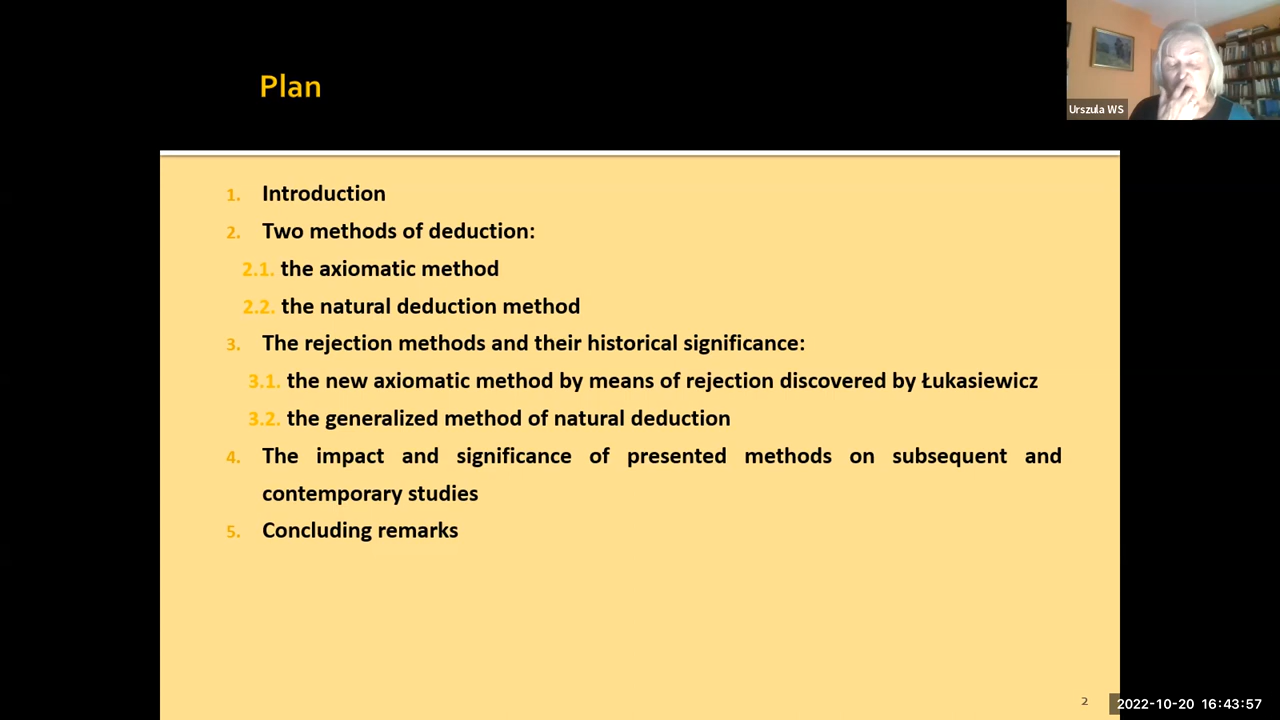 Plan
Urszula WS
1. Introduction
2. Two methods of deduction:
2.1. the axiomatic method
2.2. the natural deduction method
3. The rejection methods and their historical significance:
3.1. the new axiomatic method by means of rejection discovered by Łukasiewicz
3.2. the generalized method of natural deduction
4. The impact and significance of presented methods on subsequent and
contemporary studies
5. Concluding remarks
2
2022-10-20 16:43:57